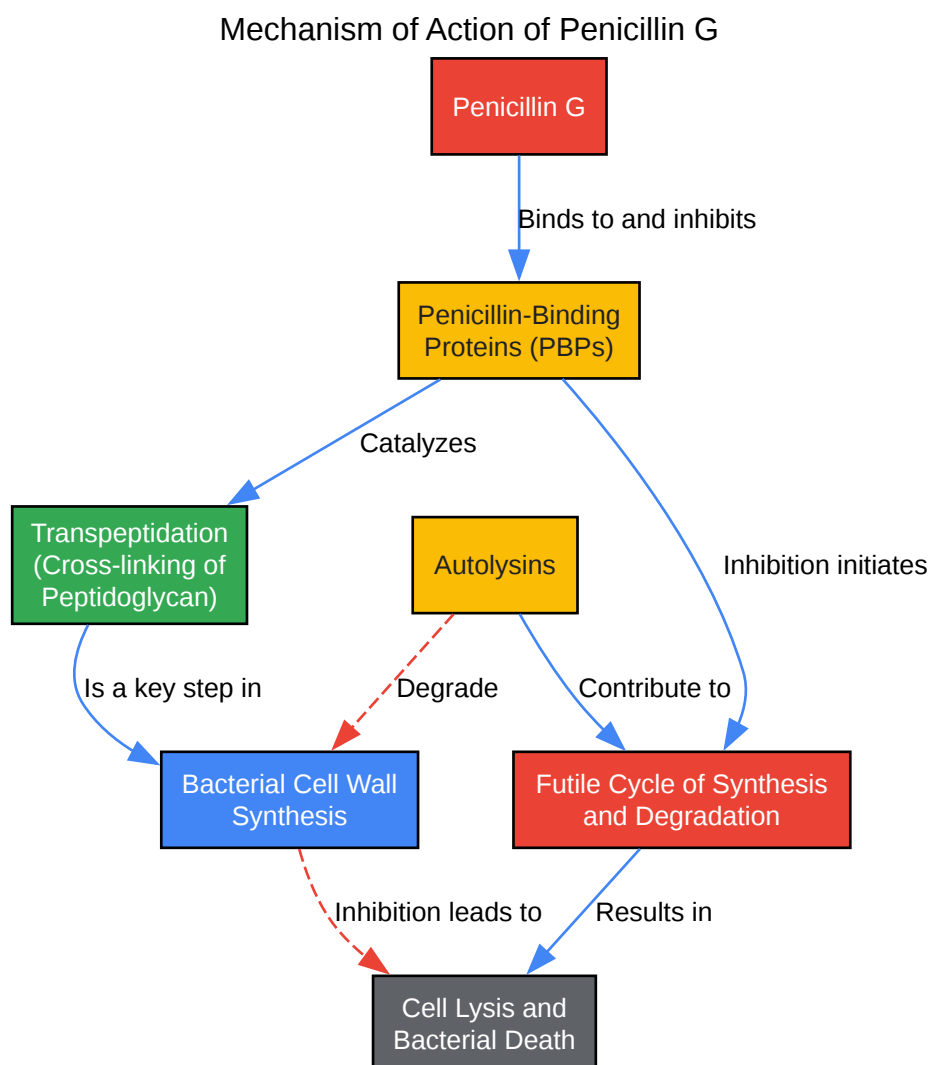 Mechanism of Action of Penicillin G
Penicillin G
Binds to and inhibits
Penicillin-Binding
Proteins (PBPs)
Catalyzes
Transpeptidation
(Cross-linking of
Peptidoglycan)
Autolysins
Inhibition initiates
Is a key step in
Degrade
Contribute to
Bacterial Cell Wall
Synthesis
Futile Cycle of Synthesis
and Degradation
Inhibition leads to
Results in
Cell Lysis and
Bacterial Death